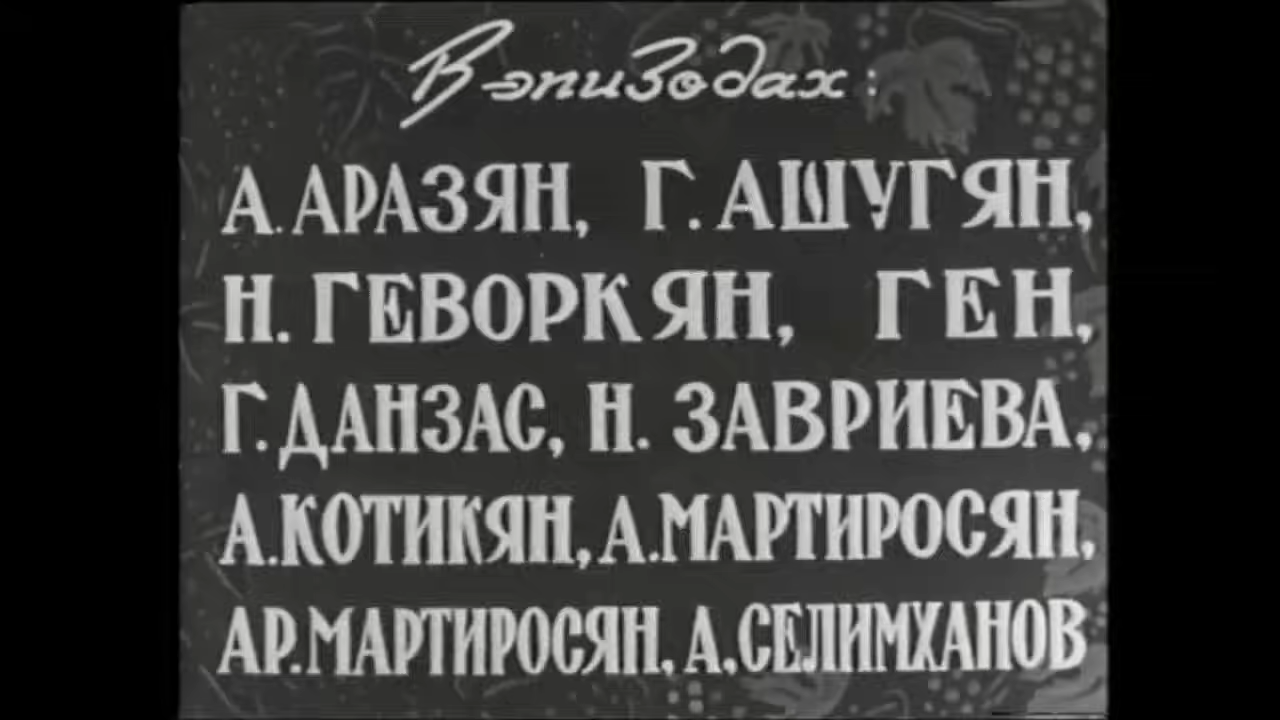 В эпизодах:
А. АРАЗЯН, Г. АШУГЯН,
Н. ГЕВОРКЯН, ГЕН,
Г. ДАНЗАС, Н. ЗАВРИЕВА,
А. КОТИКЯН, А. МАРТИРОСЯН,
АР. МАРТИРОСЯН, А. СЕЛИМХАНОВ